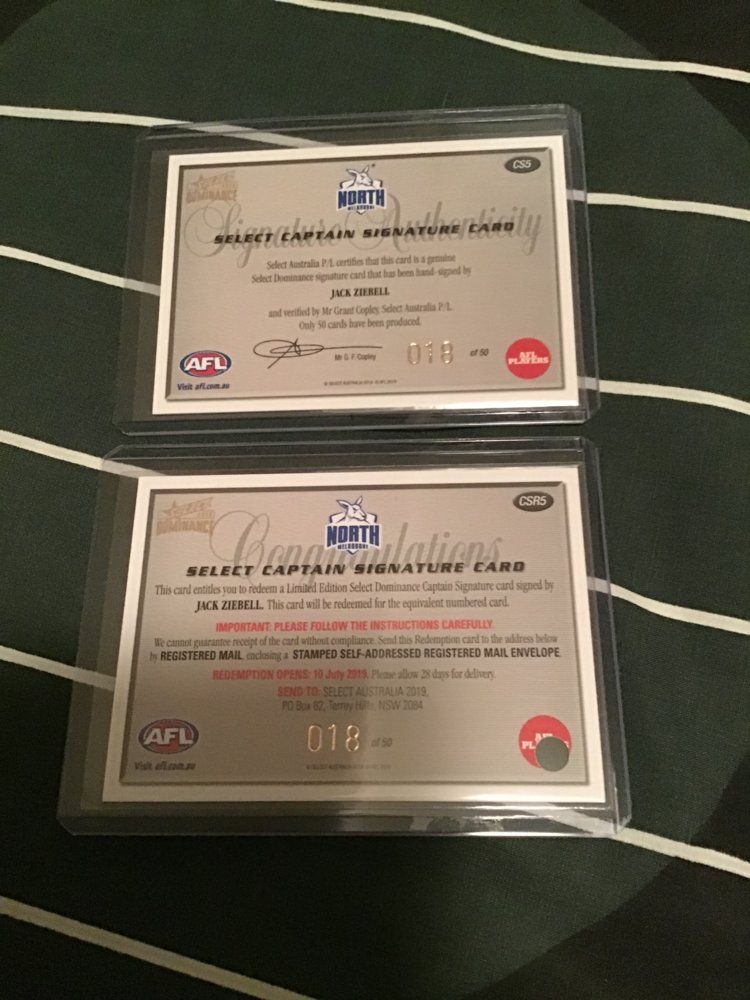 SELECT
DOMINANCE
CS5
NORTH
MELBOURNE
Signature Authenticity
SELECT CAPTAIN SIGNATURE CARD
Select Australia P/L certifies that this card is a genuine
Select Dominance signature card that has been hand-signed by
JACK ZIEBELL
and verified by Mr Grant Copley, Select Australia P/L.
Only 50 cards have been produced.
AFL
Visit afl.com.au
Mr G. F. Copley
018 of 50
AFL
PLAYERS
SELECT
DOMINANCE
CSR5
NORTH
MELBOURNE
Congratulations
SELECT CAPTAIN SIGNATURE CARD
This card entitles you to redeem a Limited Edition Select Dominance Captain Signature card signed by
JACK ZIEBELL. This card will be redeemed for the equivalent numbered card.
IMPORTANT: PLEASE FOLLOW THE INSTRUCTIONS CAREFULLY.
We cannot guarantee receipt of the card without compliance. Send this Redemption card to the address below
by REGISTERED MAIL, enclosing a STAMPED SELF-ADDRESSED REGISTERED MAIL ENVELOPE.
REDEMPTION OPENS: 10 July 2019. Please allow 28 days for delivery.
SEND TO: SELECT AUSTRALIA 2019,
PO Box 82, Terrey Hills, NSW 2084
AFL
Visit afl.com.au
018 of 50